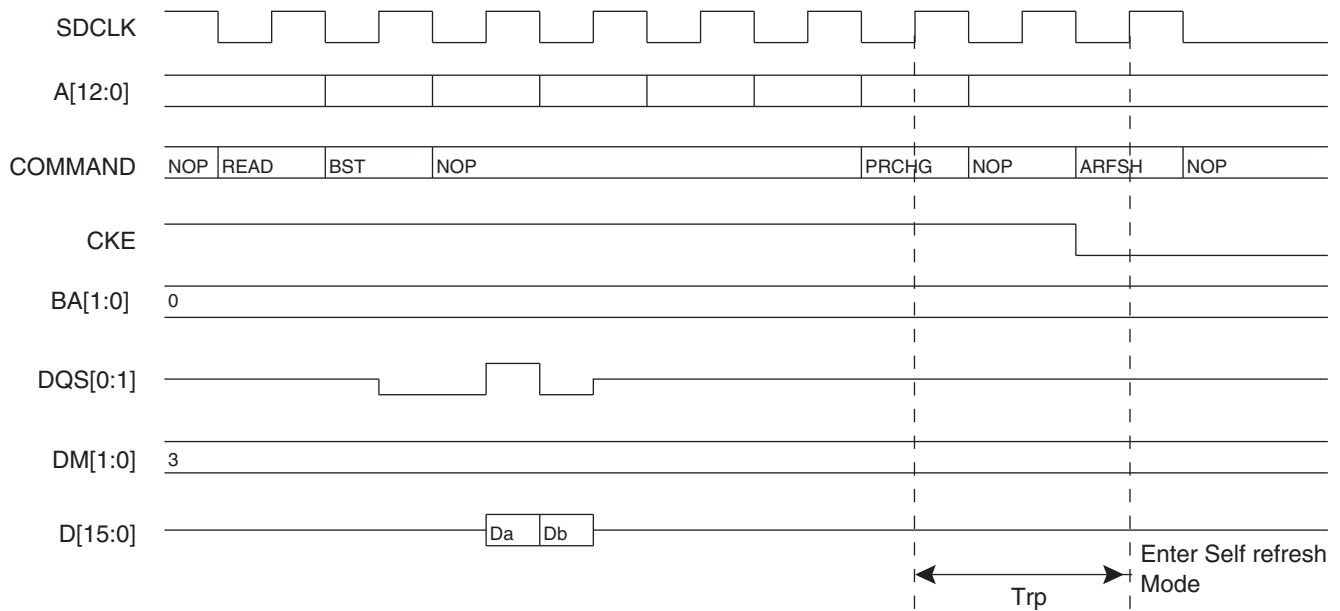 SDCLK
A[12:0]
COMMAND NOP READ BST NOP PRCHG NOP ARFSH NOP
CKE
BA[1:0] 0
DQS[0:1]
DM[1:0] 3
D[15:0] Da Db
Trp
Enter Self refresh
Mode